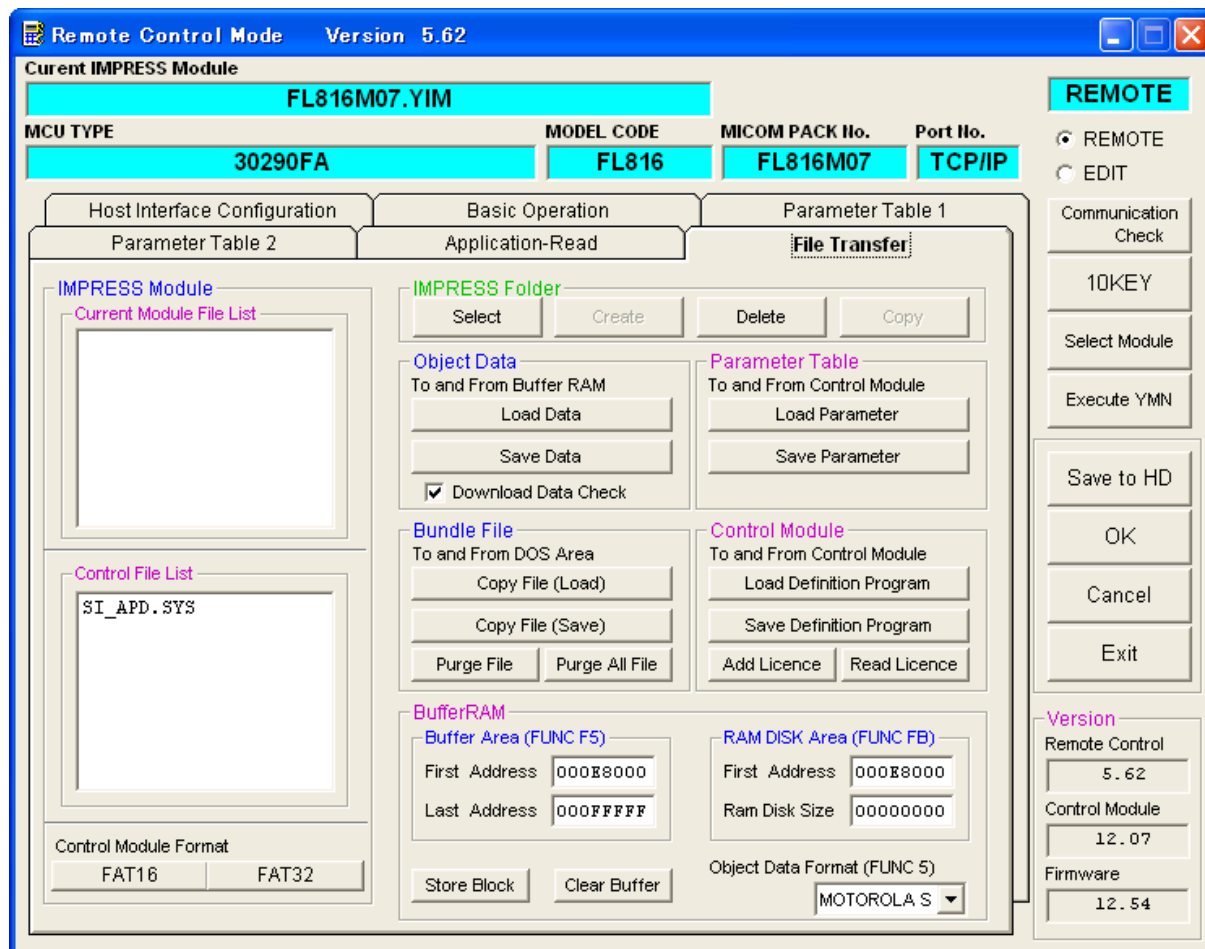 Remote Control Mode Version 5.62
Curent IMPRESS Module
FL816M07.YIM
MCU TYPE
30290FA
MODEL CODE
FL816
MICOM PACK No.
FL816M07
Port No.
TCP/IP
Host Interface Configuration
Basic Operation
Parameter Table 1
Parameter Table 2
Application-Read
File Transfer
IMPRESS Module
Current Module File List
Control File List
SI_APD.SYS
Control Module Format
FAT16
FAT32
IMPRESS Folder
Select
Create
Delete
Copy
Object Data
To and From Buffer RAM
Load Data
Save Data
Download Data Check
Parameter Table
To and From Control Module
Load Parameter
Save Parameter
Bundle File
To and From DOS Area
Copy File (Load)
Copy File (Save)
Purge File
Purge All File
Control Module
To and From Control Module
Load Definition Program
Save Definition Program
Add Licence
Read Licence
BufferRAM
Buffer Area (FUNC F5)
First Address 000E8000
Last Address 000FFFFF
RAM DISK Area (FUNC FB)
First Address 000E8000
Ram Disk Size 00000000
Store Block
Clear Buffer
Object Data Format (FUNC 5)
MOTOROLA S
REMOTE
REMOTE
EDIT
Communication
Check
10KEY
Select Module
Execute YMN
Save to HD
OK
Cancel
Exit
Version
Remote Control
5.62
Control Module
12.07
Firmware
12.54